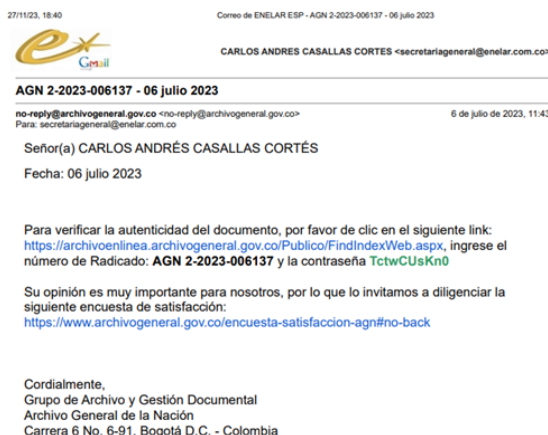 27/11/23, 18:40 Correo de ENELAR ESP - AGN 2-2023-006137 - 06 julio 2023
Gmail
CARLOS ANDRES CASALLAS CORTES <secretariageneral@enelar.com.co>
AGN 2-2023-006137 - 06 julio 2023
no-reply@archivogeneral.gov.co <no-reply@archivogeneral.gov.co> 6 de julio de 2023, 11:43
Para: secretariageneral@enelar.com.co
Señor(a) CARLOS ANDRÉS CASALLAS CORTÉS
Fecha: 06 julio 2023
Para verificar la autenticidad del documento, por favor de clic en el siguiente link:
https://archivoenlinea.archivogeneral.gov.co/Publico/FindIndexWeb.aspx, ingrese el
número de Radicado: AGN 2-2023-006137 y la contraseña TctwCUsKn0
Su opinión es muy importante para nosotros, por lo que lo invitamos a diligenciar la
siguiente encuesta de satisfacción:
https://www.archivogeneral.gov.co/encuesta-satisfaccion-agn#no-back
Cordialmente,
Grupo de Archivo y Gestión Documental
Archivo General de la Nación
Carrera 6 No. 6-91, Bogotá D.C. - Colombia